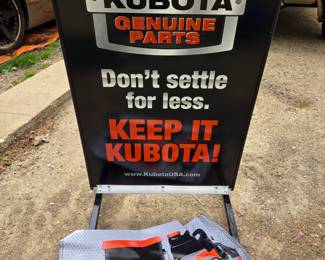 KUBOTA
GENUINE
PARTS
Don't settle
for less.
KEEP IT
KUBOTA!
www.KubotaUSA.com